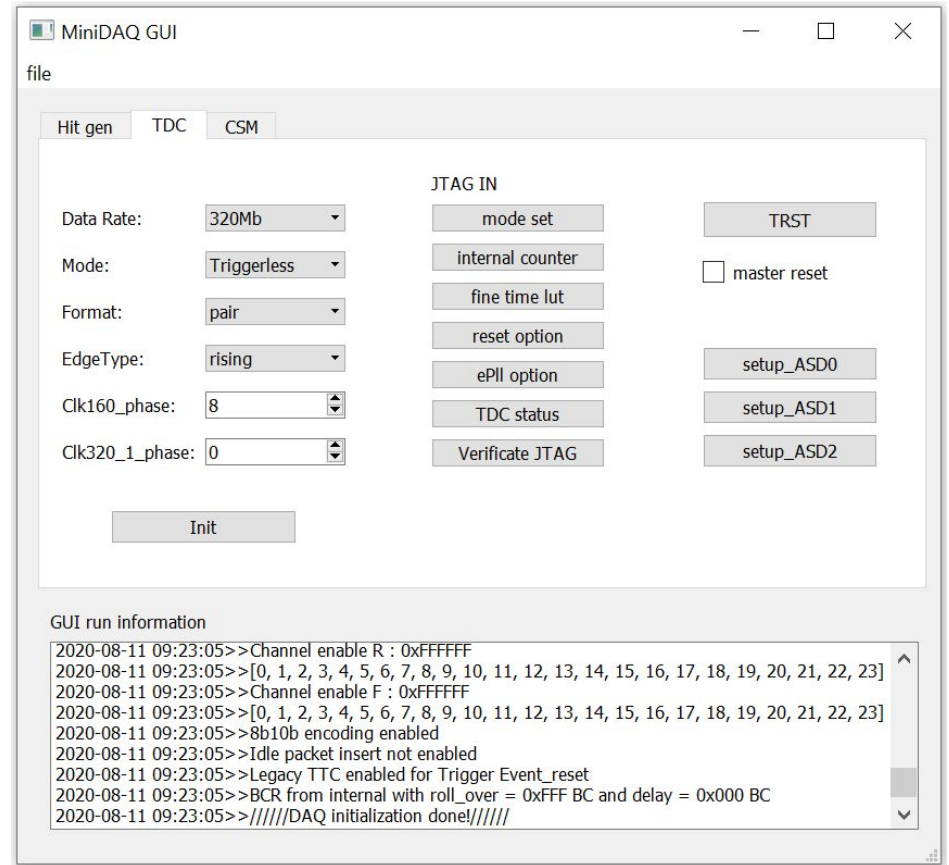 MiniDAQ GUI
file
Hit gen TDC CSM
JTAG IN
Data Rate: 320Mb mode set TRST
Mode: Triggerless internal counter master reset
Format: pair fine time lut
reset option
EdgeType: rising ePll option setup_ASD0
Clk160_phase: 8 TDC status setup_ASD1
Clk320_1_phase: 0 Verificate JTAG setup_ASD2
Init
GUI run information
2020-08-11 09:23:05>>Channel enable R : 0xFFFFFF
2020-08-11 09:23:05>>[0, 1, 2, 3, 4, 5, 6, 7, 8, 9, 10, 11, 12, 13, 14, 15, 16, 17, 18, 19, 20, 21, 22, 23]
2020-08-11 09:23:05>>Channel enable F : 0xFFFFFF
2020-08-11 09:23:05>>[0, 1, 2, 3, 4, 5, 6, 7, 8, 9, 10, 11, 12, 13, 14, 15, 16, 17, 18, 19, 20, 21, 22, 23]
2020-08-11 09:23:05>>8b10b encoding enabled
2020-08-11 09:23:05>>Idle packet insert not enabled
2020-08-11 09:23:05>>Legacy TTC enabled for Trigger Event_reset
2020-08-11 09:23:05>>BCR from internal with roll_over = 0xFFF BC and delay = 0x000 BC
2020-08-11 09:23:05>>//////DAQ initialization done!//////